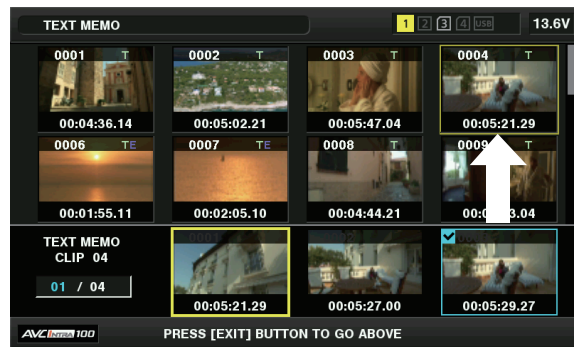 TEXT MEMO 1 2 3 4 USB 13.6V
0001 T 0002 T 0003 T 0004 T
00:04:36.14 00:05:02.21 00:05:47.04 00:05:21.29
0006 TE 0007 TE 0008 T 0009 T
00:01:55.11 00:02:05.10 00:04:44.21 3.04
TEXT MEMO
CLIP 04
01 / 04
00:05:21.29 00:05:27.00 00:05:29.27
AVC INTRA 100 PRESS [EXIT] BUTTON TO GO ABOVE